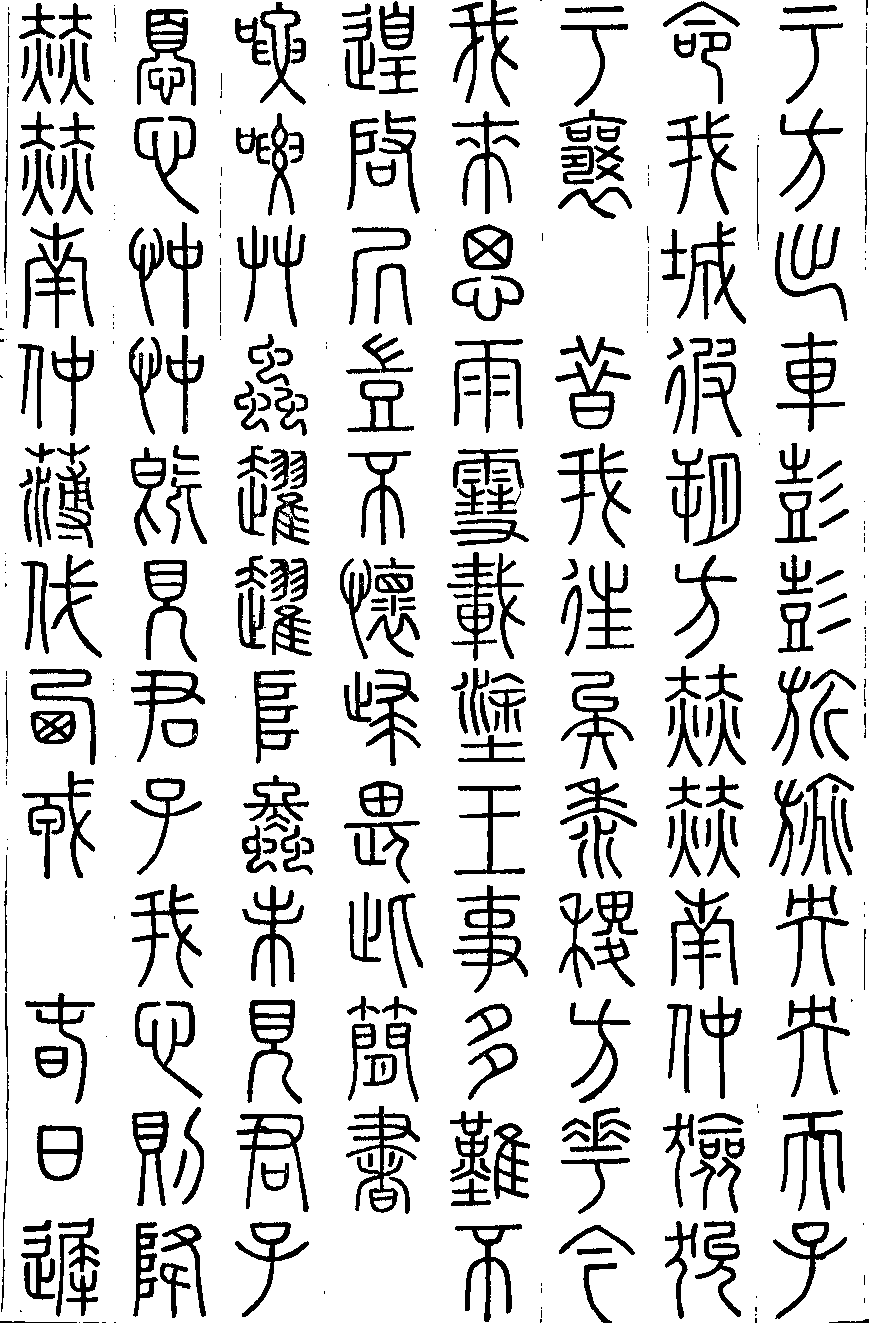 于方出車彭彭旂旐央央天子
命我城彼朔方赫赫南仲玁狁
于襄　昔我往矣黍稷方華今
我來思雨雪載塗王事多難不
遑启居豈不懷歸畏此簡書
喓喓艸蟲趯趯阜螽未見君子
憂心忡忡既見君子我心則降
赫赫南仲薄伐西戎　春日遲